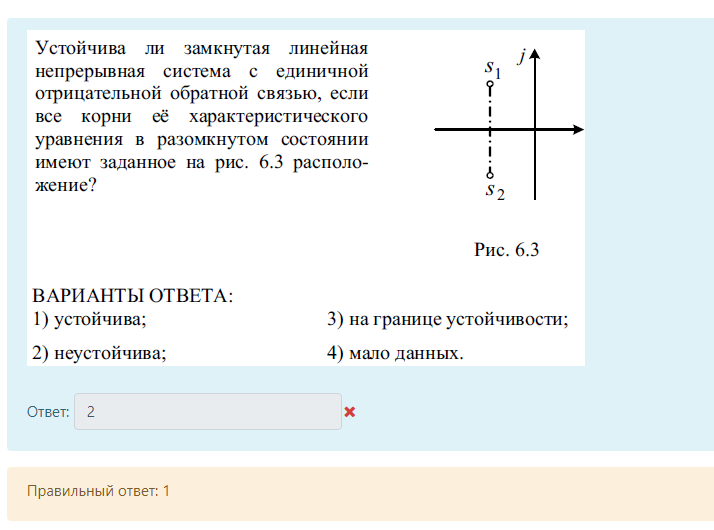 Устойчива ли замкнутая линейная
непрерывная система с единичной
отрицательной обратной связью, если
все корни её характеристического
уравнения в разомкнутом состоянии
имеют заданное на рис. 6.3 располо-
жение?
j
s1
s2
Рис. 6.3
ВАРИАНТЫ ОТВЕТА:
1) устойчива; 3) на границе устойчивости;
2) неустойчива; 4) мало данных.
Ответ: 2
Правильный ответ: 1